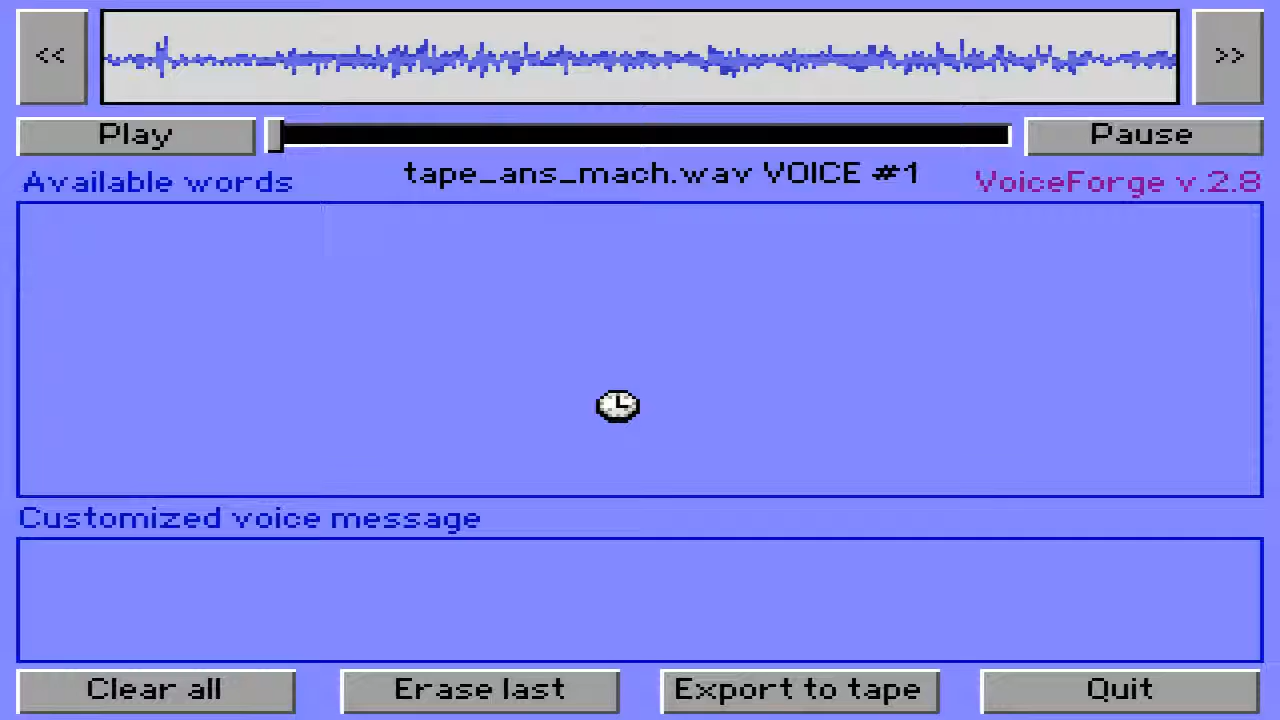 << >>
Play Pause
tape_ans_mach.wav VOICE #1
Available words VoiceForge v.2.8
Customized voice message
Clear all Erase last Export to tape Quit